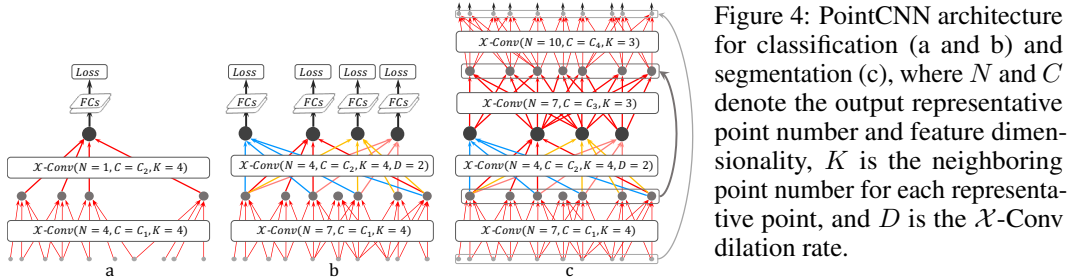 Loss
FCs
𝒳-Conv(N = 1, C = C₂, K = 4)
𝒳-Conv(N = 4, C = C₁, K = 4)
a
Loss Loss Loss Loss
FCs FCs FCs FCs
𝒳-Conv(N = 4, C = C₂, K = 4, D = 2)
𝒳-Conv(N = 7, C = C₁, K = 4)
b
𝒳-Conv(N = 10, C = C₄, K = 3)
𝒳-Conv(N = 7, C = C₃, K = 3)
𝒳-Conv(N = 4, C = C₂, K = 4, D = 2)
𝒳-Conv(N = 7, C = C₁, K = 4)
c
Figure 4: PointCNN architecture
for classification (a and b) and
segmentation (c), where N and C
denote the output representative
point number and feature dimen-
sionality, K is the neighboring
point number for each representa-
tive point, and D is the 𝒳-Conv
dilation rate.